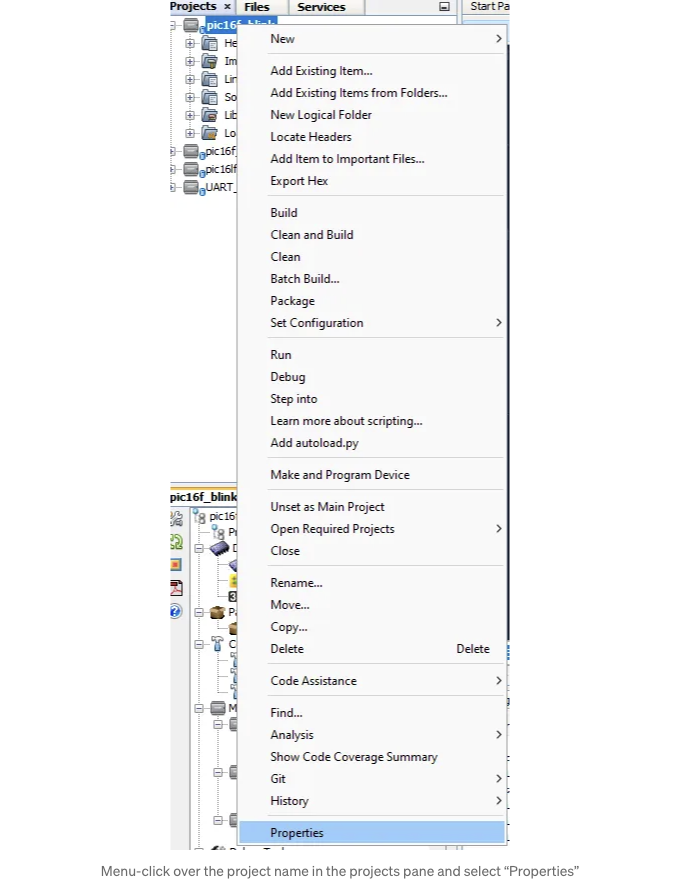 Projects × Files Services Start Pa
pic16f_blink
He
Im
Lin
So
Lib
Lo
pic16f_
pic16lf
UART_
New
Add Existing Item...
Add Existing Items from Folders...
New Logical Folder
Locate Headers
Add Item to Important Files...
Export Hex
Build
Clean and Build
Clean
Batch Build...
Package
Set Configuration
Run
Debug
Step into
Learn more about scripting...
Add autoload.py
Make and Program Device
Unset as Main Project
Open Required Projects
Close
Rename...
Move...
Copy...
Delete Delete
Code Assistance
Find...
Analysis
Show Code Coverage Summary
Git
History
Properties
pic16f_blink
pic16
P
D
3
Pa
C
M
Menu-click over the project name in the projects pane and select “Properties”